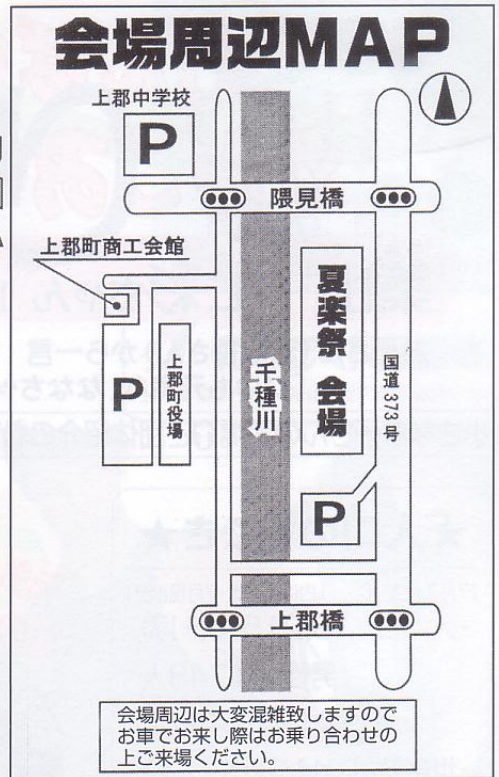 会場周辺MAP
上郡中学校
P
隈見橋
上郡町商工会館
P
上郡町役場
千種川
夏楽祭 会場
国道373号
P
上郡橋
会場周辺は大変混雑致しますので
お車でお来し際はお乗り合わせの
上ご来場ください。